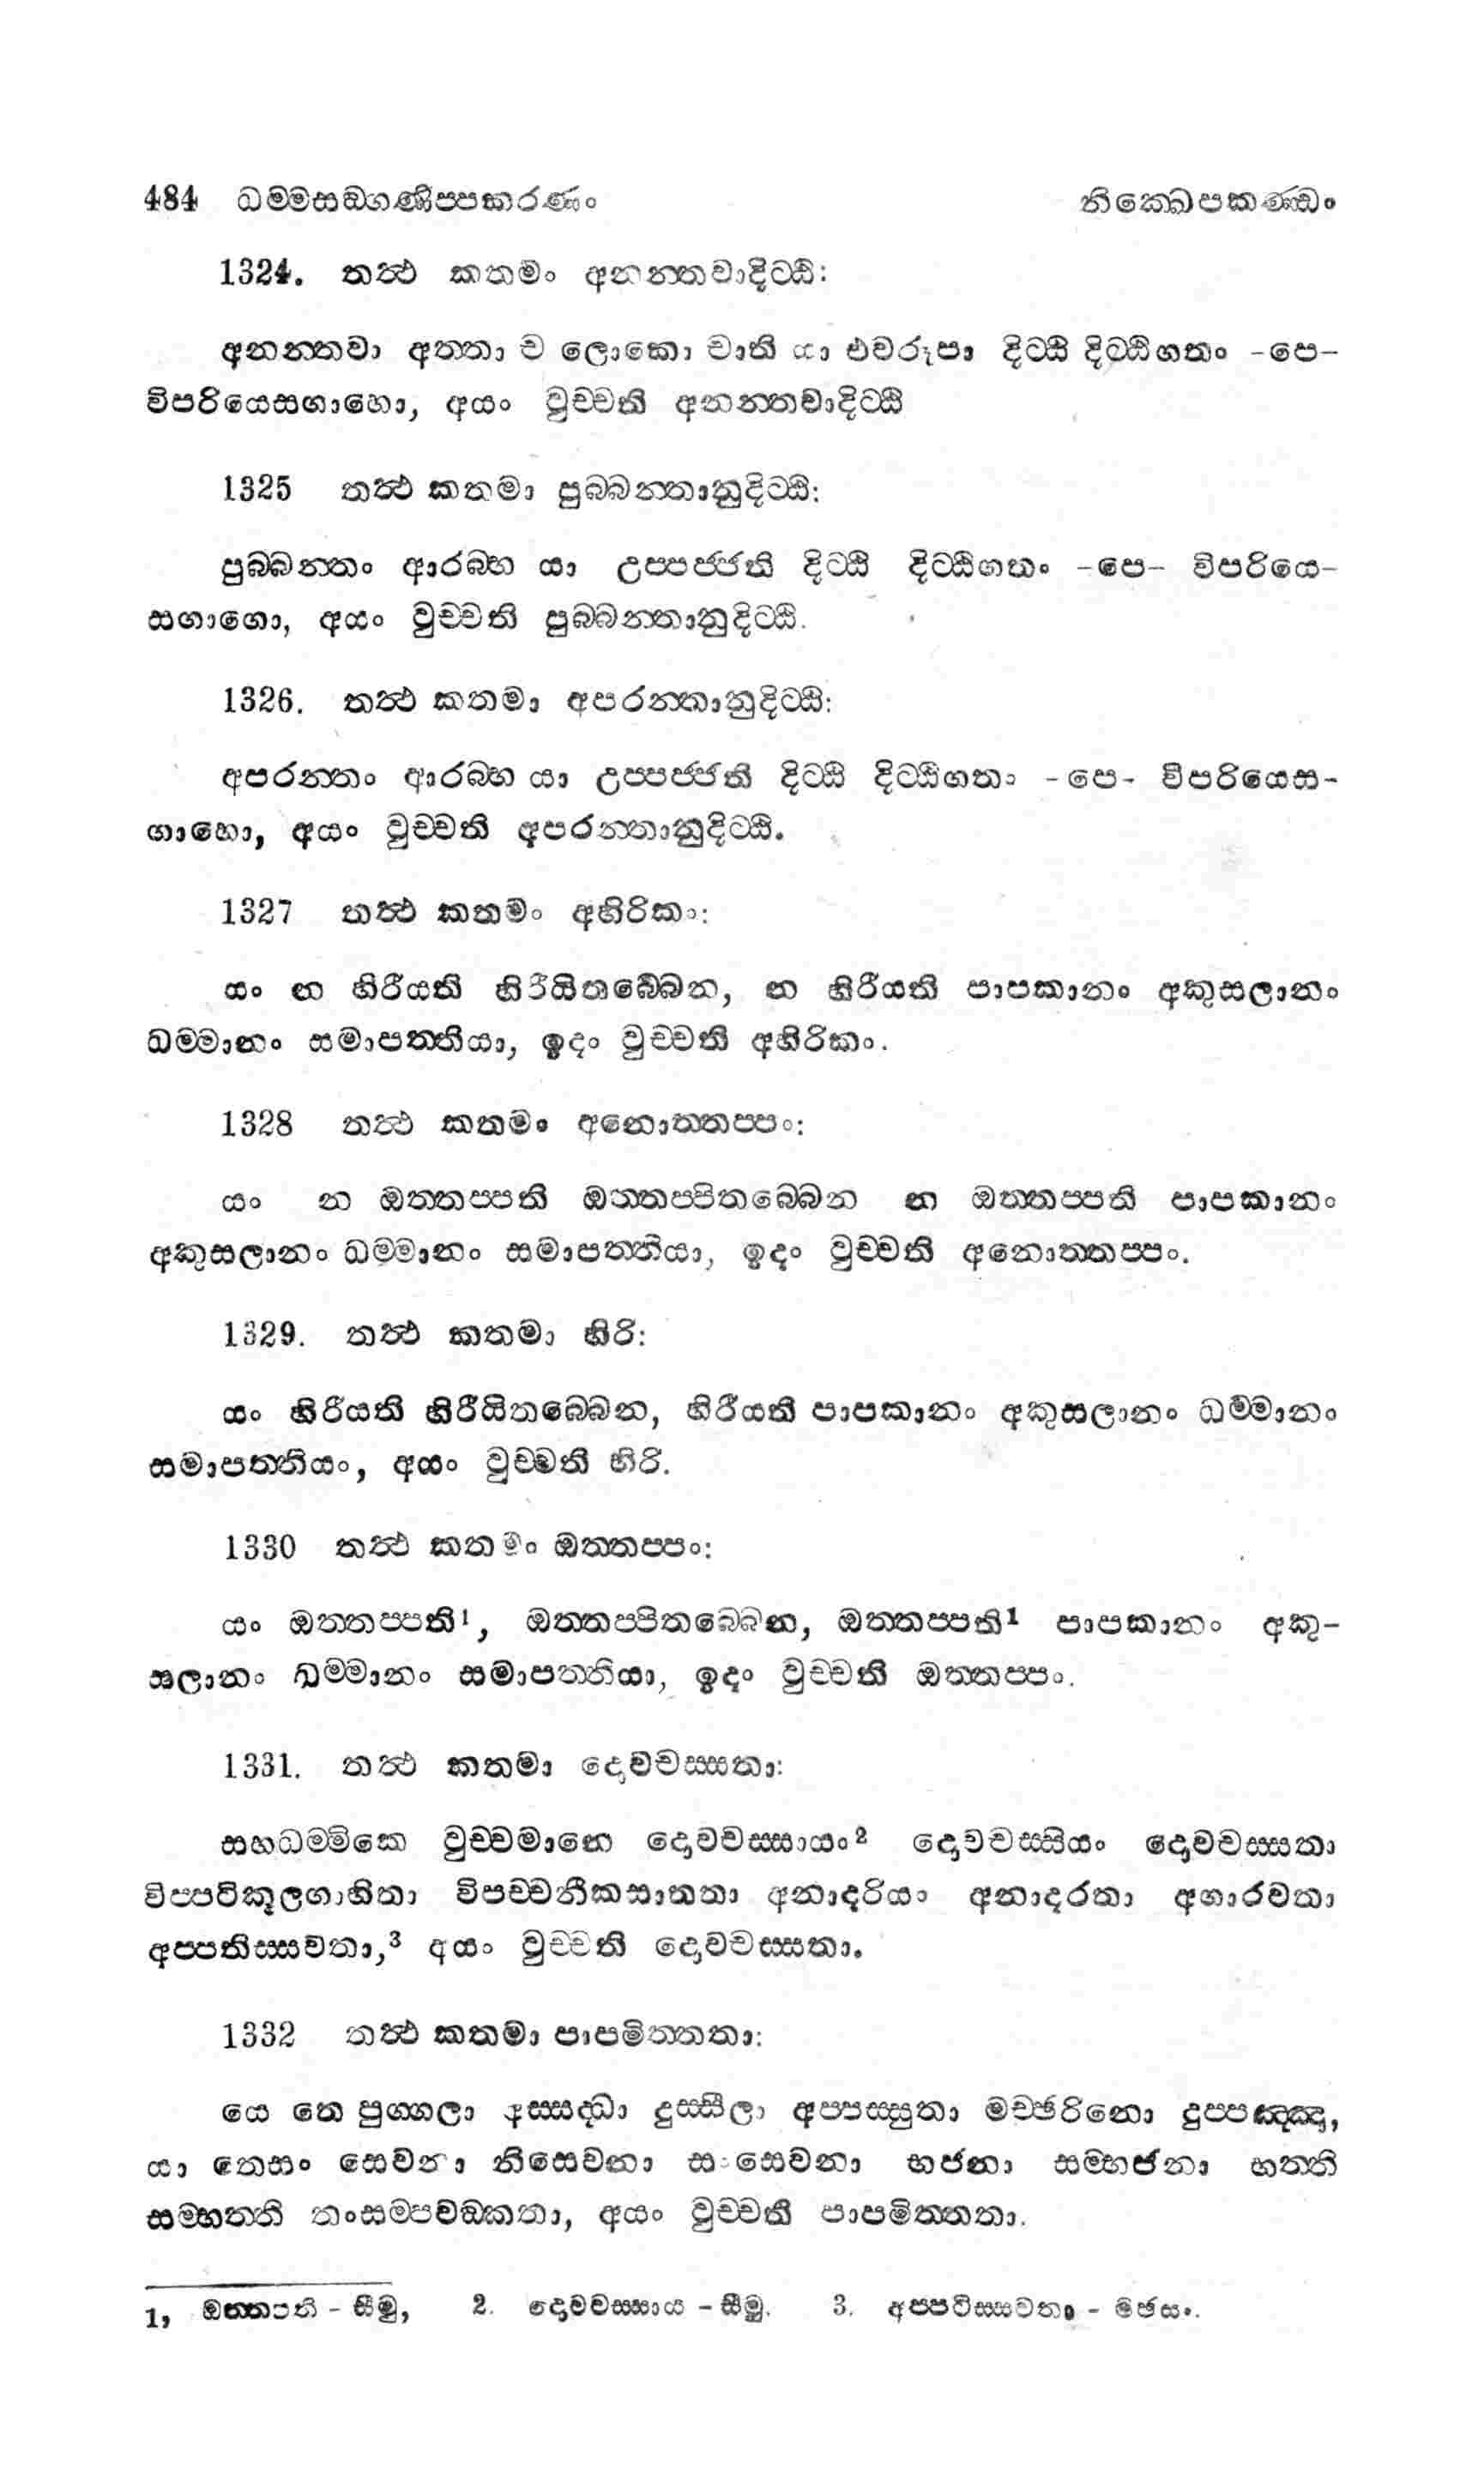 484 ධම්මසඞ්ගණිප්පකරණං නික්ඛෙපකණ්ඩං
1324. තත්‍ථ කතමං අනන්තවාදිට්ඨි:
අනන්තවා අත්තා ච ලොකො චාති යා එවරූපා දිට්ඨි දිට්ඨිගතං -පෙ-
විපරියෙසගාහො, අයං වුච්චති අනන්තවාදිට්ඨි
1325 තත්‍ථ කතමා පුබ්බන්තානුදිට්ඨි:
පුබ්බන්තං ආරබ්භ යා උප්පජ්ජති දිට්ඨි දිට්ඨිගතං -පෙ- විපරියෙ-
සගාගො, අයං වුච්චති පුබ්බන්තානුදිට්ඨි.
1326. තත්‍ථ කතමා අපරන්තානුදිට්ඨි:
අපරන්තං ආරබ්භ යා උප්පජ්ජති දිට්ඨි දිට්ඨිගතං -පෙ- විපරියෙස-
ගාහො, අයං වුච්චති අපරන්තානුදිට්ඨි.
1327 තත්‍ථ කතමං අහිරිකං:
යං න හිරීයති හිරීයිතබ්බෙන, න හිරීයති පාපකානං අකුසලානං
ධම්මානං සමාපත්තියා, ඉදං වුච්චති අහිරිකං.
1328 තත්‍ථ කතමං අනොත්තප්පං:
යං න ඔත්තප්පති ඔත්තප්පිතබ්බෙන න ඔත්තප්පති පාපකානං
අකුසලානං ධම්මානං සමාපත්තියා, ඉදං වුච්චති අනොත්තප්පං.
1329. තත්‍ථ කතමා හිරි:
යං හිරීයති හිරීයිතබ්බෙන, හිරීයති පාපකානං අකුසලානං ධම්මානං
සමාපත්තියං, අයං වුච්චති හිරි.
1330 තත්‍ථ කතමං ඔත්තප්පං:
යං ඔත්තප්පති¹, ඔත්තප්පිතබ්බෙන, ඔත්තප්පති¹ පාපකානං අකු-
සලානං ධම්මානං සමාපත්තියා, ඉදං වුච්චති ඔත්තප්පං.
1331. තත්‍ථ කතමා දොවචස්සතා:
සහධම්මිකෙ වුච්චමානෙ දොවචස්සායං² දොවචස්සියං දොවචස්සතා
විප්පටිකූලගාහිතා විපච්චනීකසාතතා අනාදරියං අනාදරතා අගාරවතා
අප්පතිස්සවතා,³ අයං වුච්චති දොවචස්සතා.
1332 තත්‍ථ කතමා පාපමිත්තතා:
යෙ තෙ පුග්ගලා අස්සද්ධා දුස්සීලා අප්පස්සුතා මච්ඡරිනො දුප්පඤ්ඤා,
යා තෙසං සෙවනා නිසෙවනා සංසෙවනා භජනා සම්භජනා භත්ති
සම්භත්ති තංසම්පවඞ්කතා, අයං වුච්චති පාපමිත්තතා.
1, ඔත්තපති - සීමු, 2. දොවචස්සාය - සීමු. 3. අප්පටිස්සවතා - මඡසං.